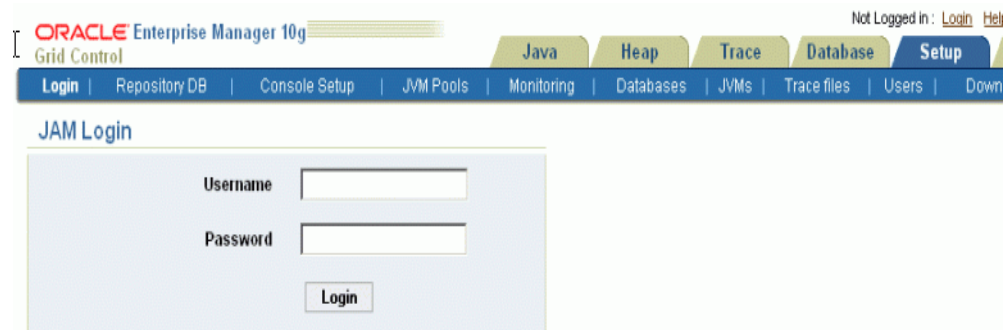 Not Logged in : Login Help
ORACLE Enterprise Manager 10g
Grid Control
Java Heap Trace Database Setup
Login | Repository DB | Console Setup | JVM Pools | Monitoring | Databases | JVMs | Trace files | Users | Down
JAM Login
Username
Password
Login